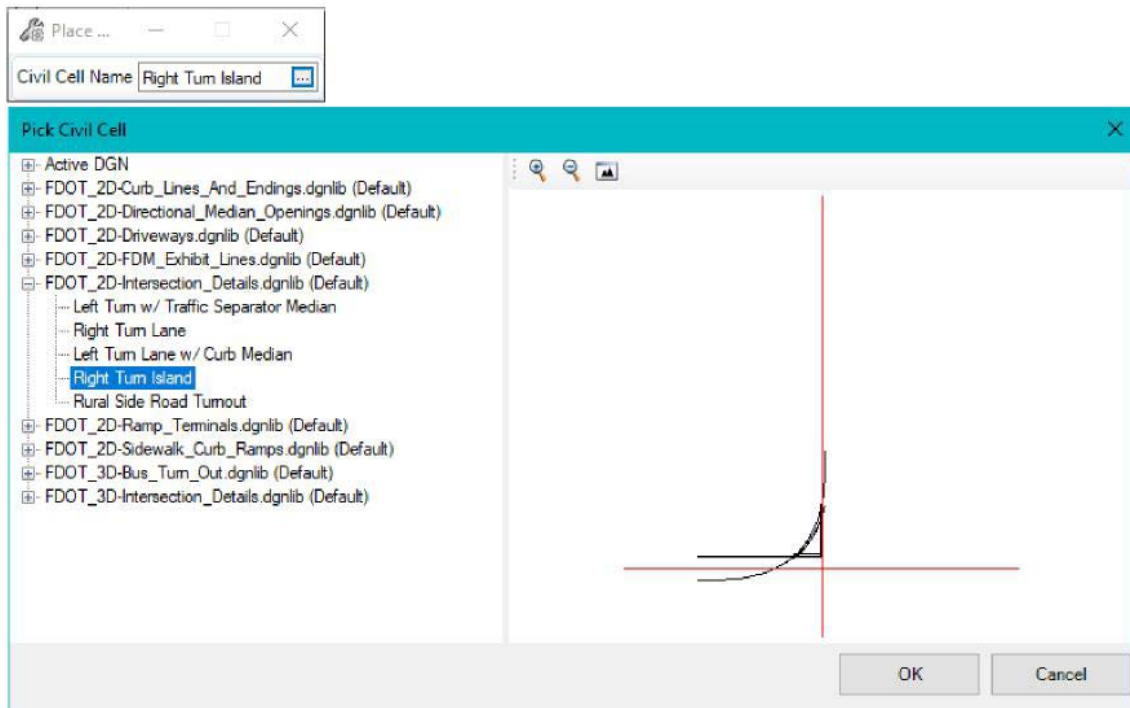 Place ...
Civil Cell Name Right Turn Island ...
Pick Civil Cell
Active DGN
FDOT_2D-Curb_Lines_And_Endings.dgnlib (Default)
FDOT_2D-Directional_Median_Openings.dgnlib (Default)
FDOT_2D-Driveways.dgnlib (Default)
FDOT_2D-FDM_Exhibit_Lines.dgnlib (Default)
FDOT_2D-Intersection_Details.dgnlib (Default)
Left Turn w/ Traffic Separator Median
Right Turn Lane
Left Turn Lane w/ Curb Median
Right Turn Island
Rural Side Road Turnout
FDOT_2D-Ramp_Terminals.dgnlib (Default)
FDOT_2D-Sidewalk_Curb_Ramps.dgnlib (Default)
FDOT_3D-Bus_Turn_Out.dgnlib (Default)
FDOT_3D-Intersection_Details.dgnlib (Default)
OK Cancel